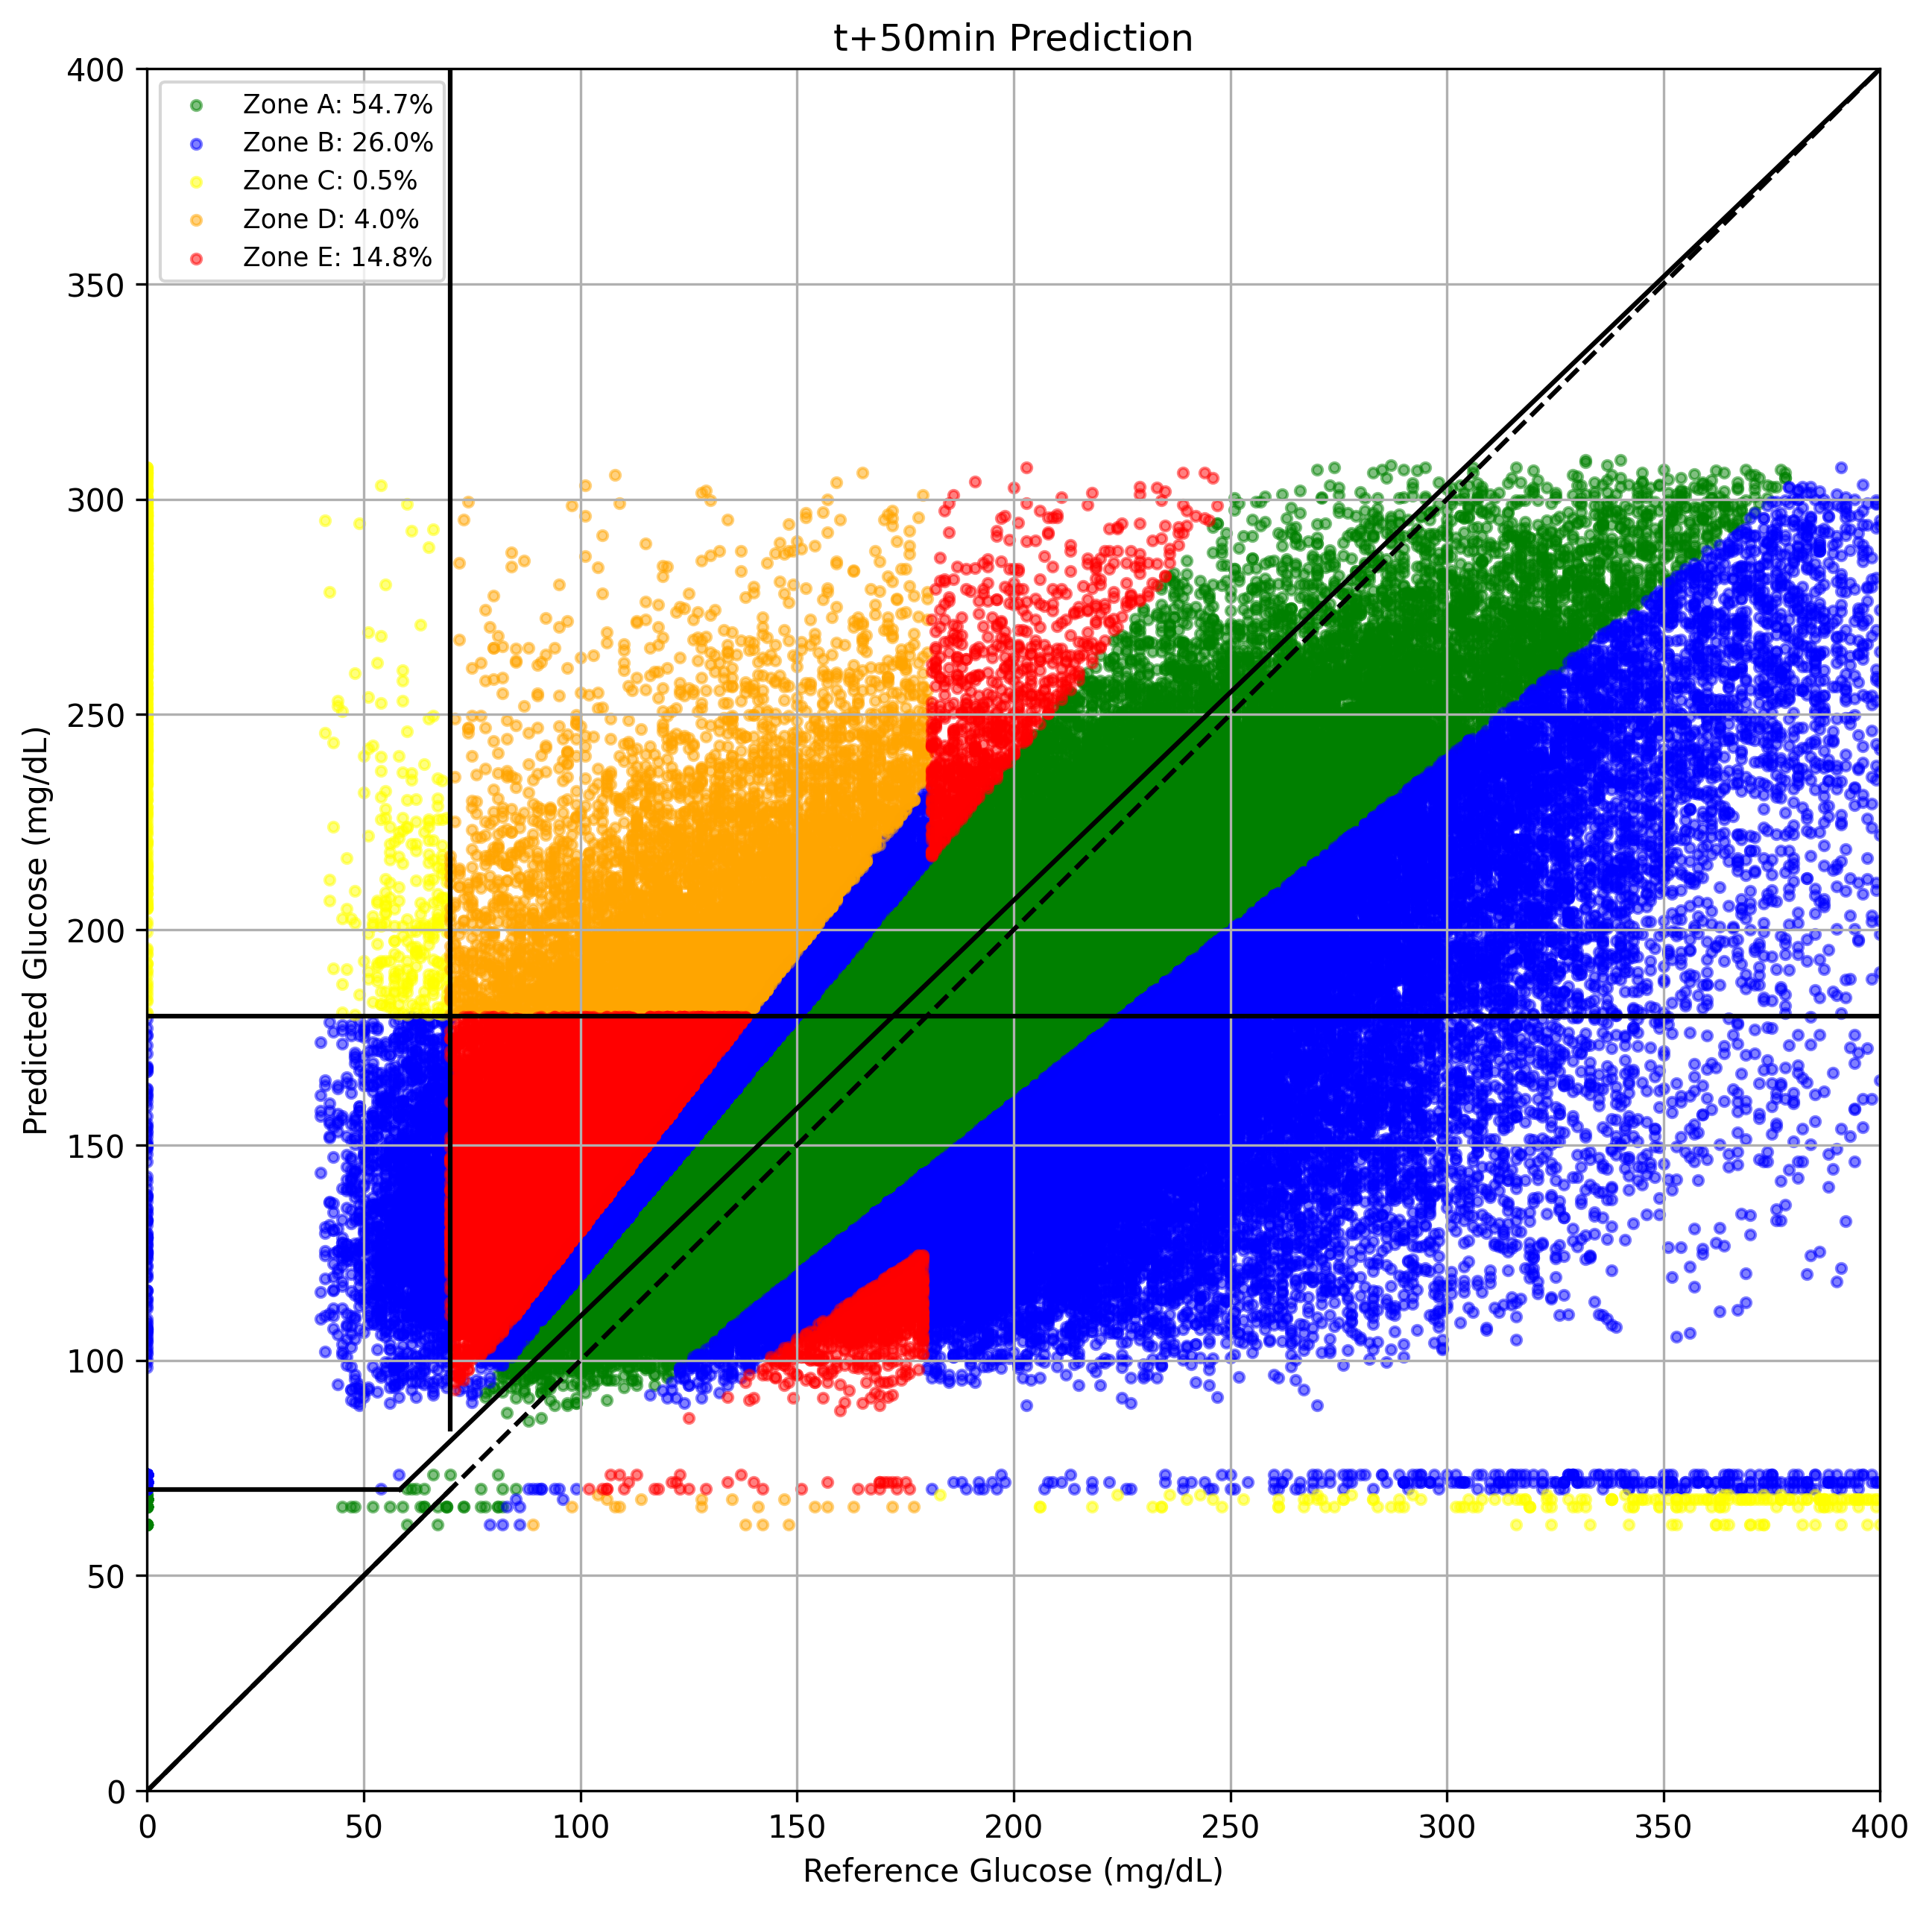 t+50min Prediction
400
350
300
250
200
150
100
50
0
Zone A: 54.7%
Zone B: 26.0%
Zone C: 0.5%
Zone D: 4.0%
Zone E: 14.8%
Predicted Glucose (mg/dL)
0 50 100 150 200 250 300 350 400
Reference Glucose (mg/dL)